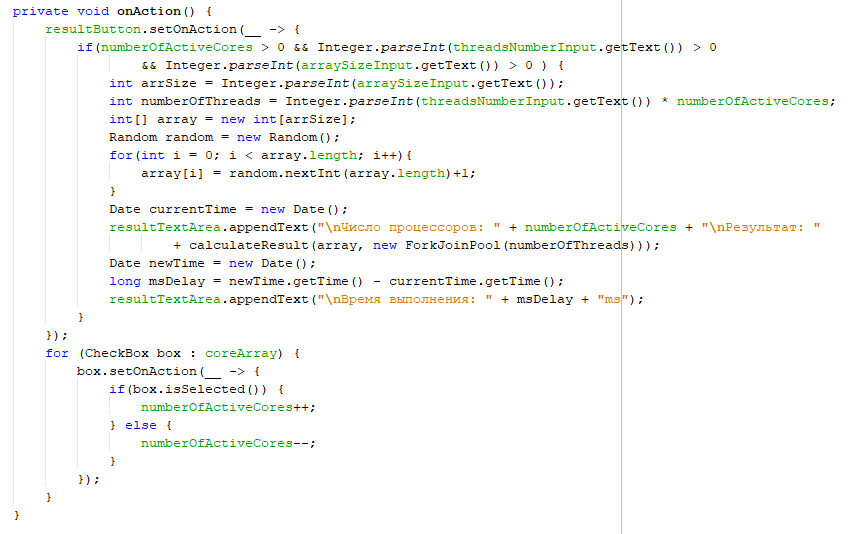 private void onAction() {
    resultButton.setOnAction(__ -> {
        if(numberOfActiveCores > 0 && Integer.parseInt(threadsNumberInput.getText()) > 0
                && Integer.parseInt(arraySizeInput.getText()) > 0 ) {
            int arrSize = Integer.parseInt(arraySizeInput.getText());
            int numberOfThreads = Integer.parseInt(threadsNumberInput.getText()) * numberOfActiveCores;
            int[] array = new int[arrSize];
            Random random = new Random();
            for(int i = 0; i < array.length; i++){
                array[i] = random.nextInt(array.length)+1;
            }
            Date currentTime = new Date();
            resultTextArea.appendText("\nЧисло процессоров: " + numberOfActiveCores + "\nРезультат: "
                    + calculateResult(array, new ForkJoinPool(numberOfThreads)));
            Date newTime = new Date();
            long msDelay = newTime.getTime() - currentTime.getTime();
            resultTextArea.appendText("\nВремя выполнения: " + msDelay + "ms");
        }
    });
    for (CheckBox box : coreArray) {
        box.setOnAction(__ -> {
            if(box.isSelected()) {
                numberOfActiveCores++;
            } else {
                numberOfActiveCores--;
            }
        });
    }
}